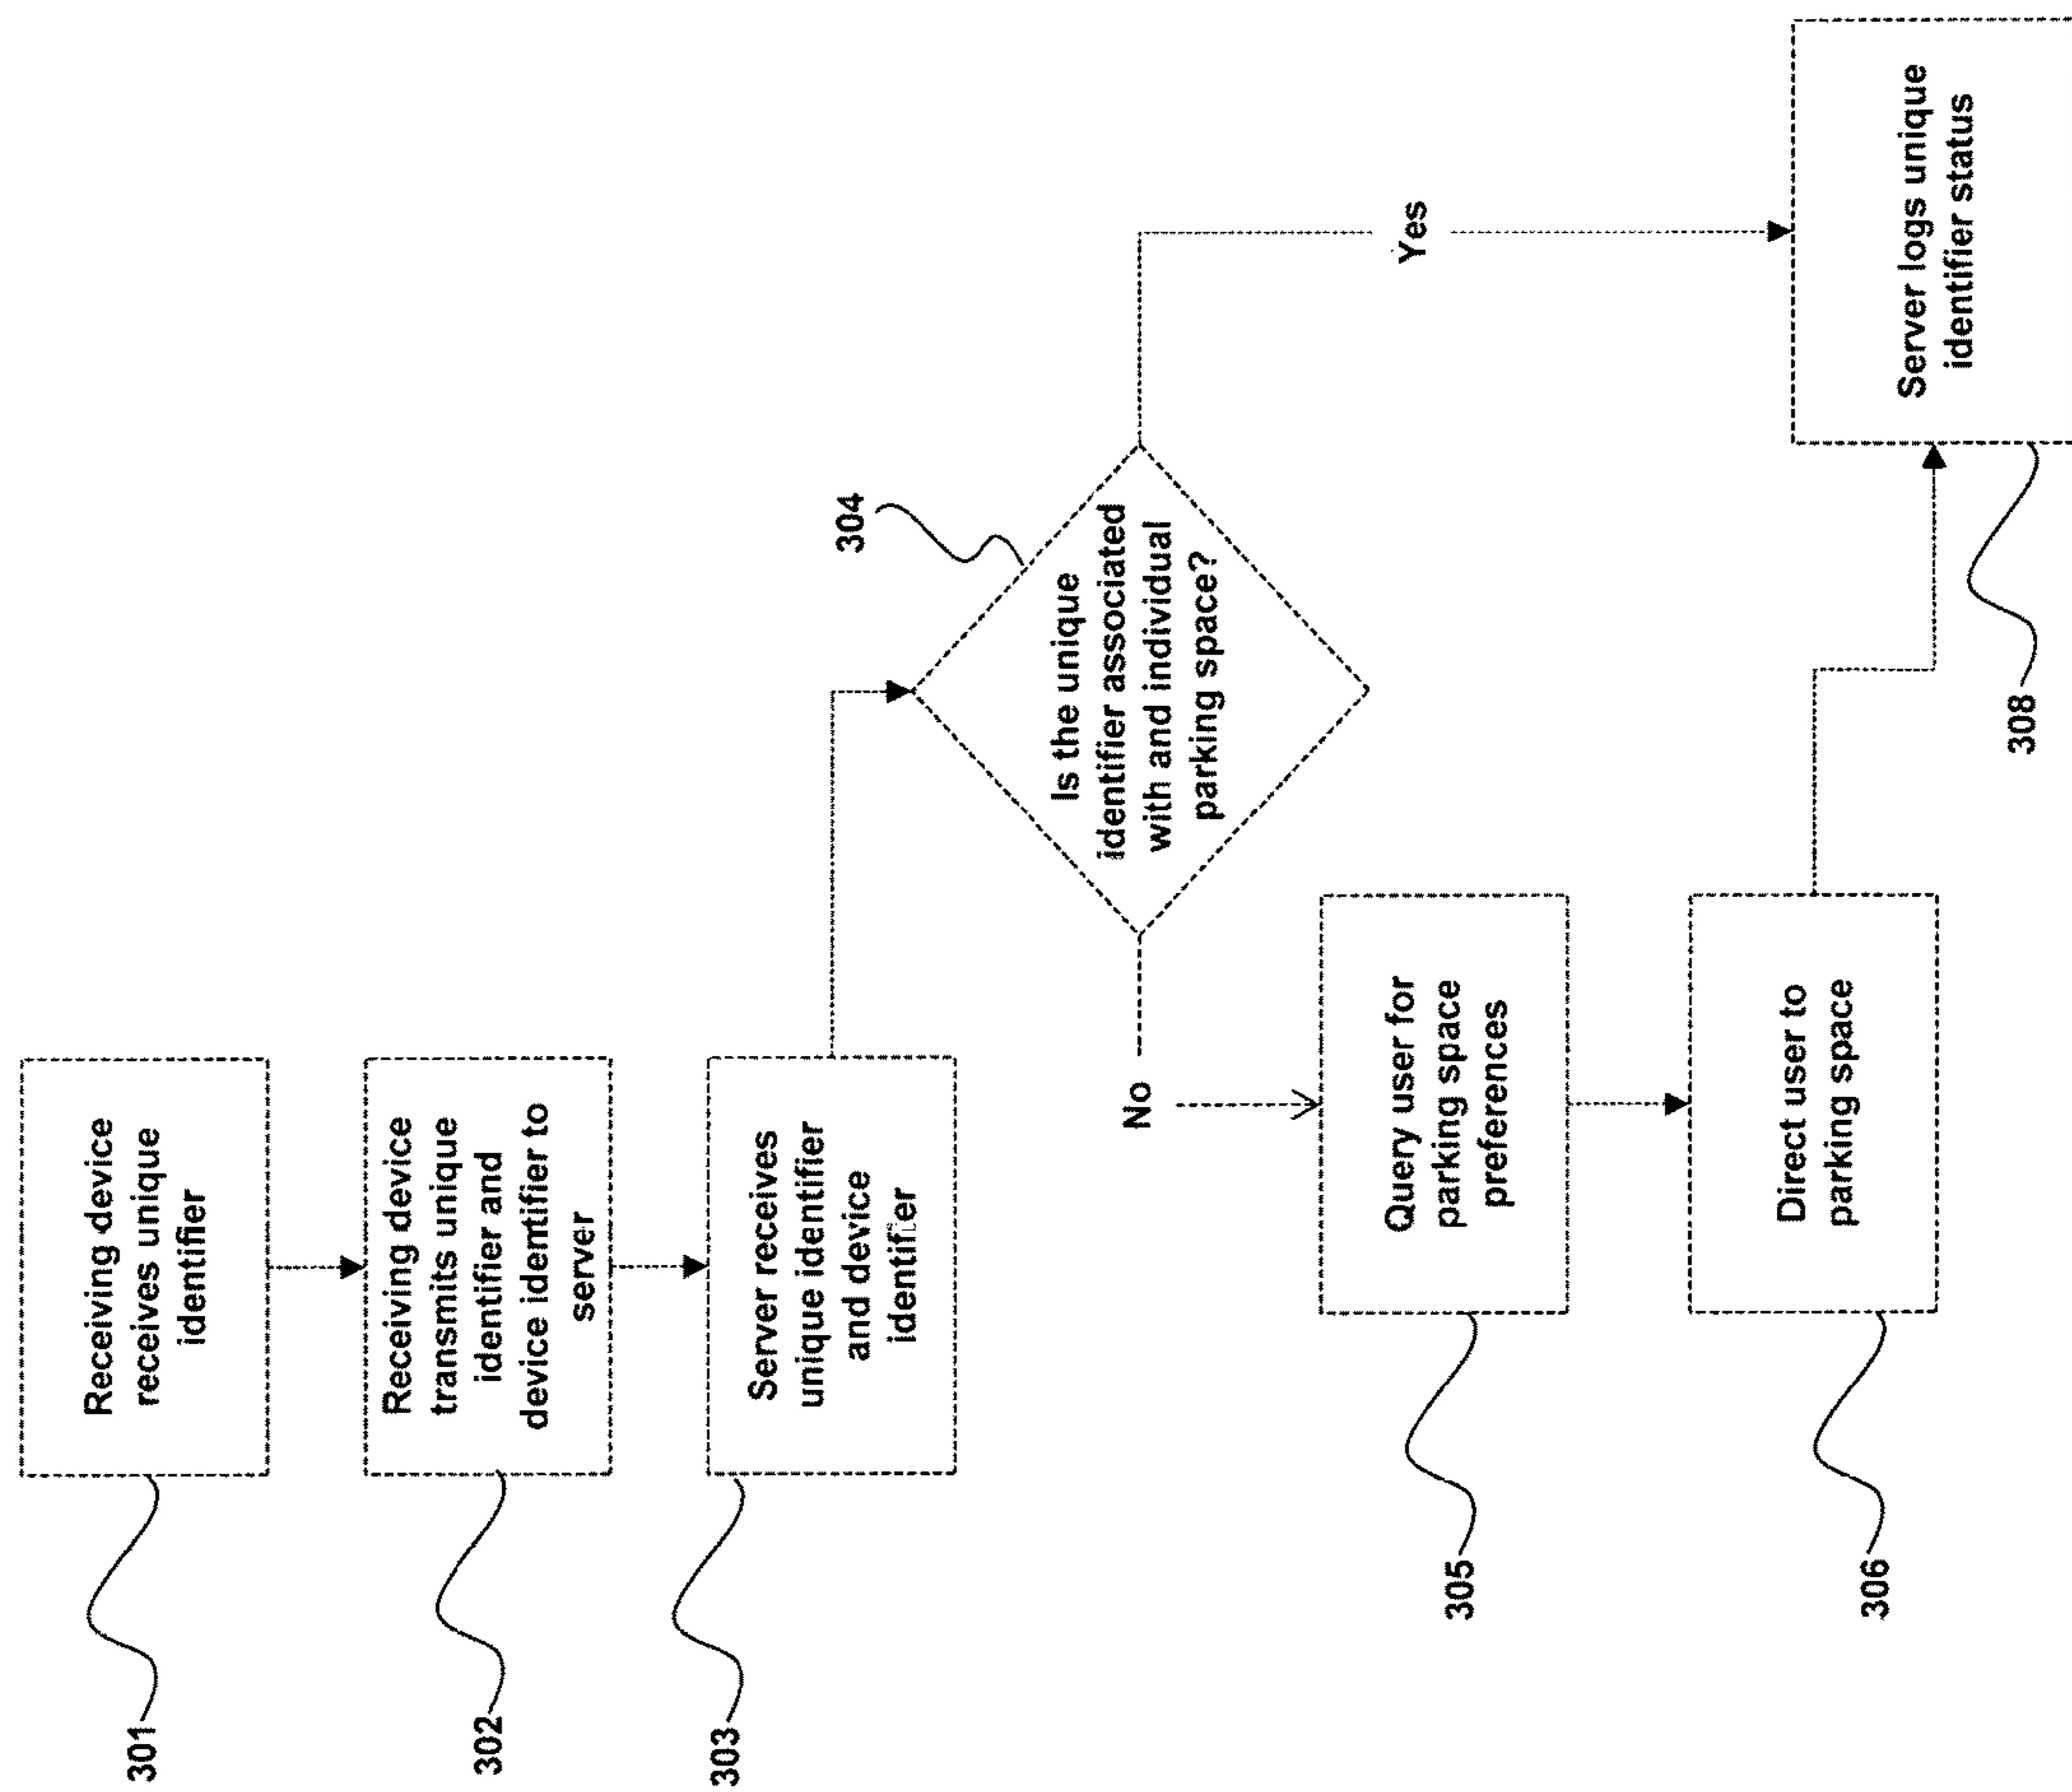 301
Receiving device
receives unique
identifier
302
Receiving device
transmits unique
identifier and
device identifier to
server
303
Server receives
unique identifier
and device
identifier
304
Is the unique
identifier associated
with and individual
parking space?
No
Yes
305
Query user for
parking space
preferences
306
Direct user to
parking space
308
Server logs unique
identifier status